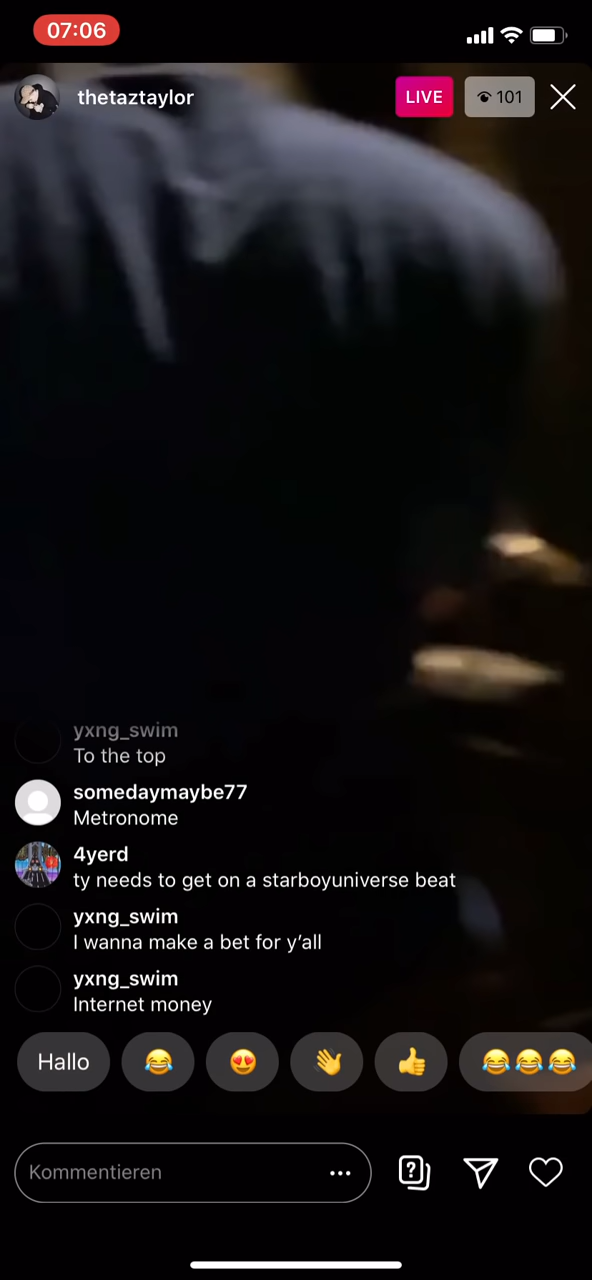 07:06
thetaztaylor
LIVE
101
yxng_swim
To the top
somedaymaybe77
Metronome
4yerd
ty needs to get on a starboyuniverse beat
yxng_swim
I wanna make a bet for y’all
yxng_swim
Internet money
Hallo
Kommentieren